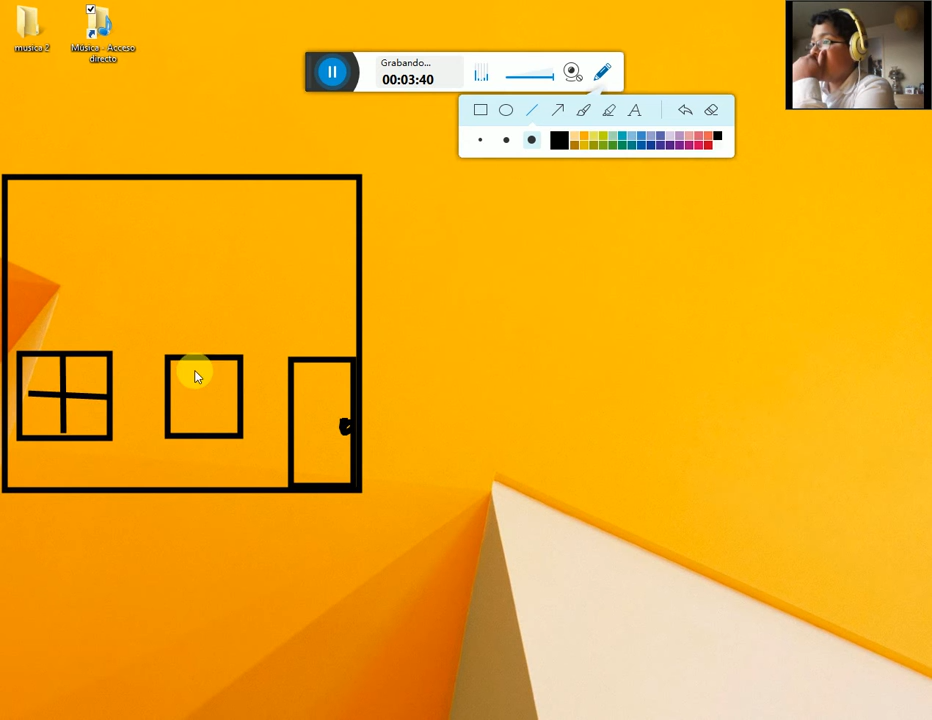 musica 2
Música - Acceso
directo
Grabando...
00:03:40
A